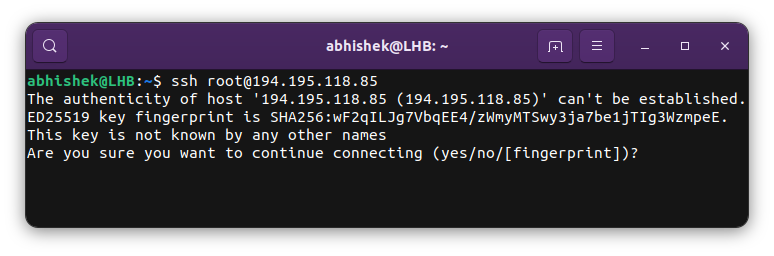 abhishek@LHB: ~
abhishek@LHB:~$ ssh root@194.195.118.85
The authenticity of host '194.195.118.85 (194.195.118.85)' can't be established.
ED25519 key fingerprint is SHA256:wF2qILJg7VbqEE4/zWmyMTSwy3ja7be1jTIg3WzmpeE.
This key is not known by any other names
Are you sure you want to continue connecting (yes/no/[fingerprint])?